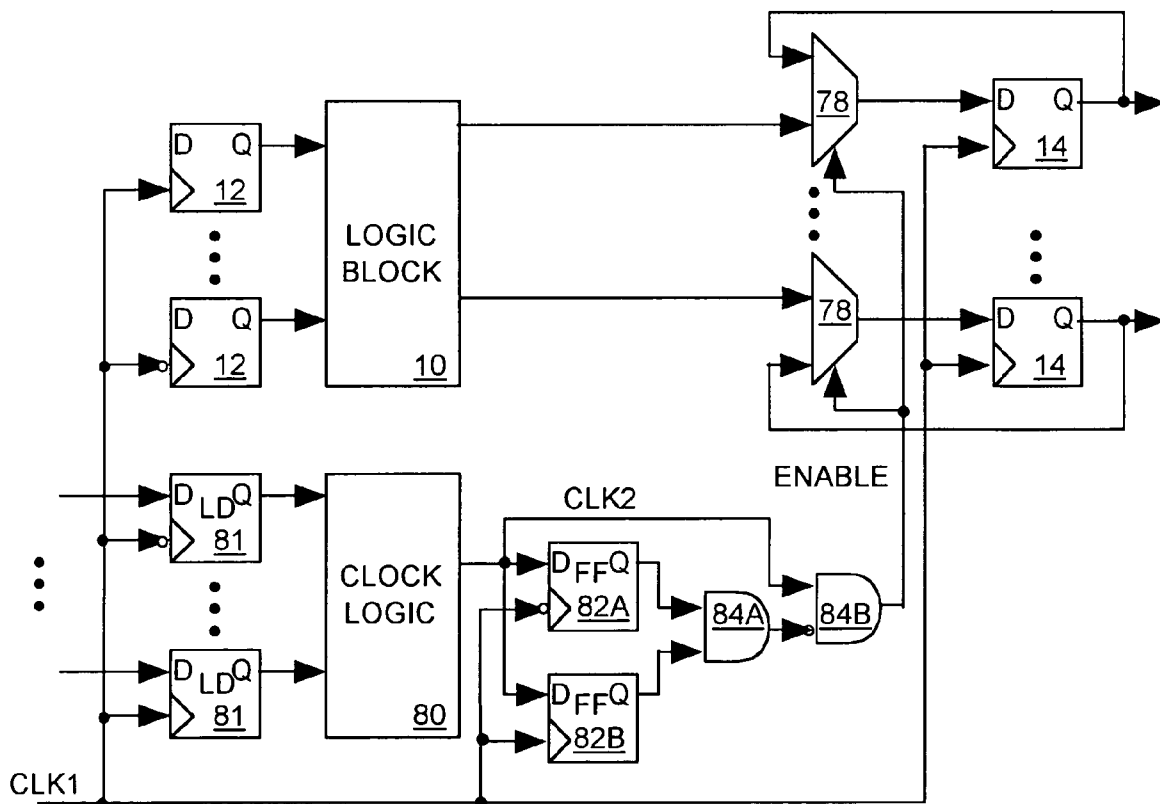 78
D Q
14
D Q
12
LOGIC
BLOCK
10
D Q
12
78
D Q
14
ENABLE
CLK2
D LD Q
81
CLOCK
LOGIC
80
D FF Q
82A
84A
84B
D LD Q
81
D FF Q
82B
CLK1